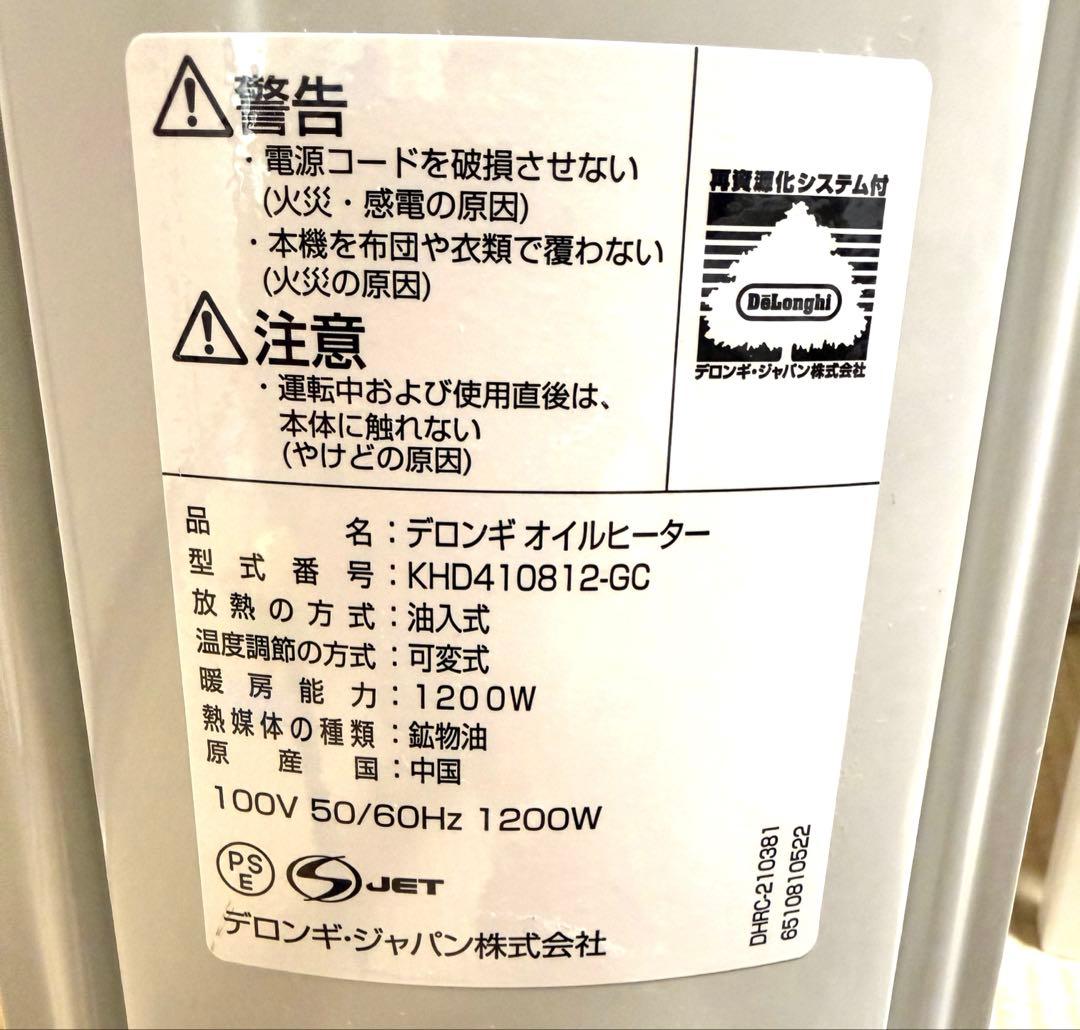 警告
・電源コードを破損させない
(火災・感電の原因)
・本機を布団や衣類で覆わない
(火災の原因)
注意
・運転中および使用直後は、
本体に触れない
(やけどの原因)
再資源化システム付
DeLonghi
デロンギ・ジャパン株式会社
品名：デロンギ オイルヒーター
型式番号：KHD410812-GC
放熱の方式：油入式
温度調節の方式：可変式
暖房能力：1200W
熱媒体の種類：鉱物油
原産国：中国
100V 50/60Hz 1200W
PS
E
JET
デロンギ・ジャパン株式会社
DHRC-210381
6510810522